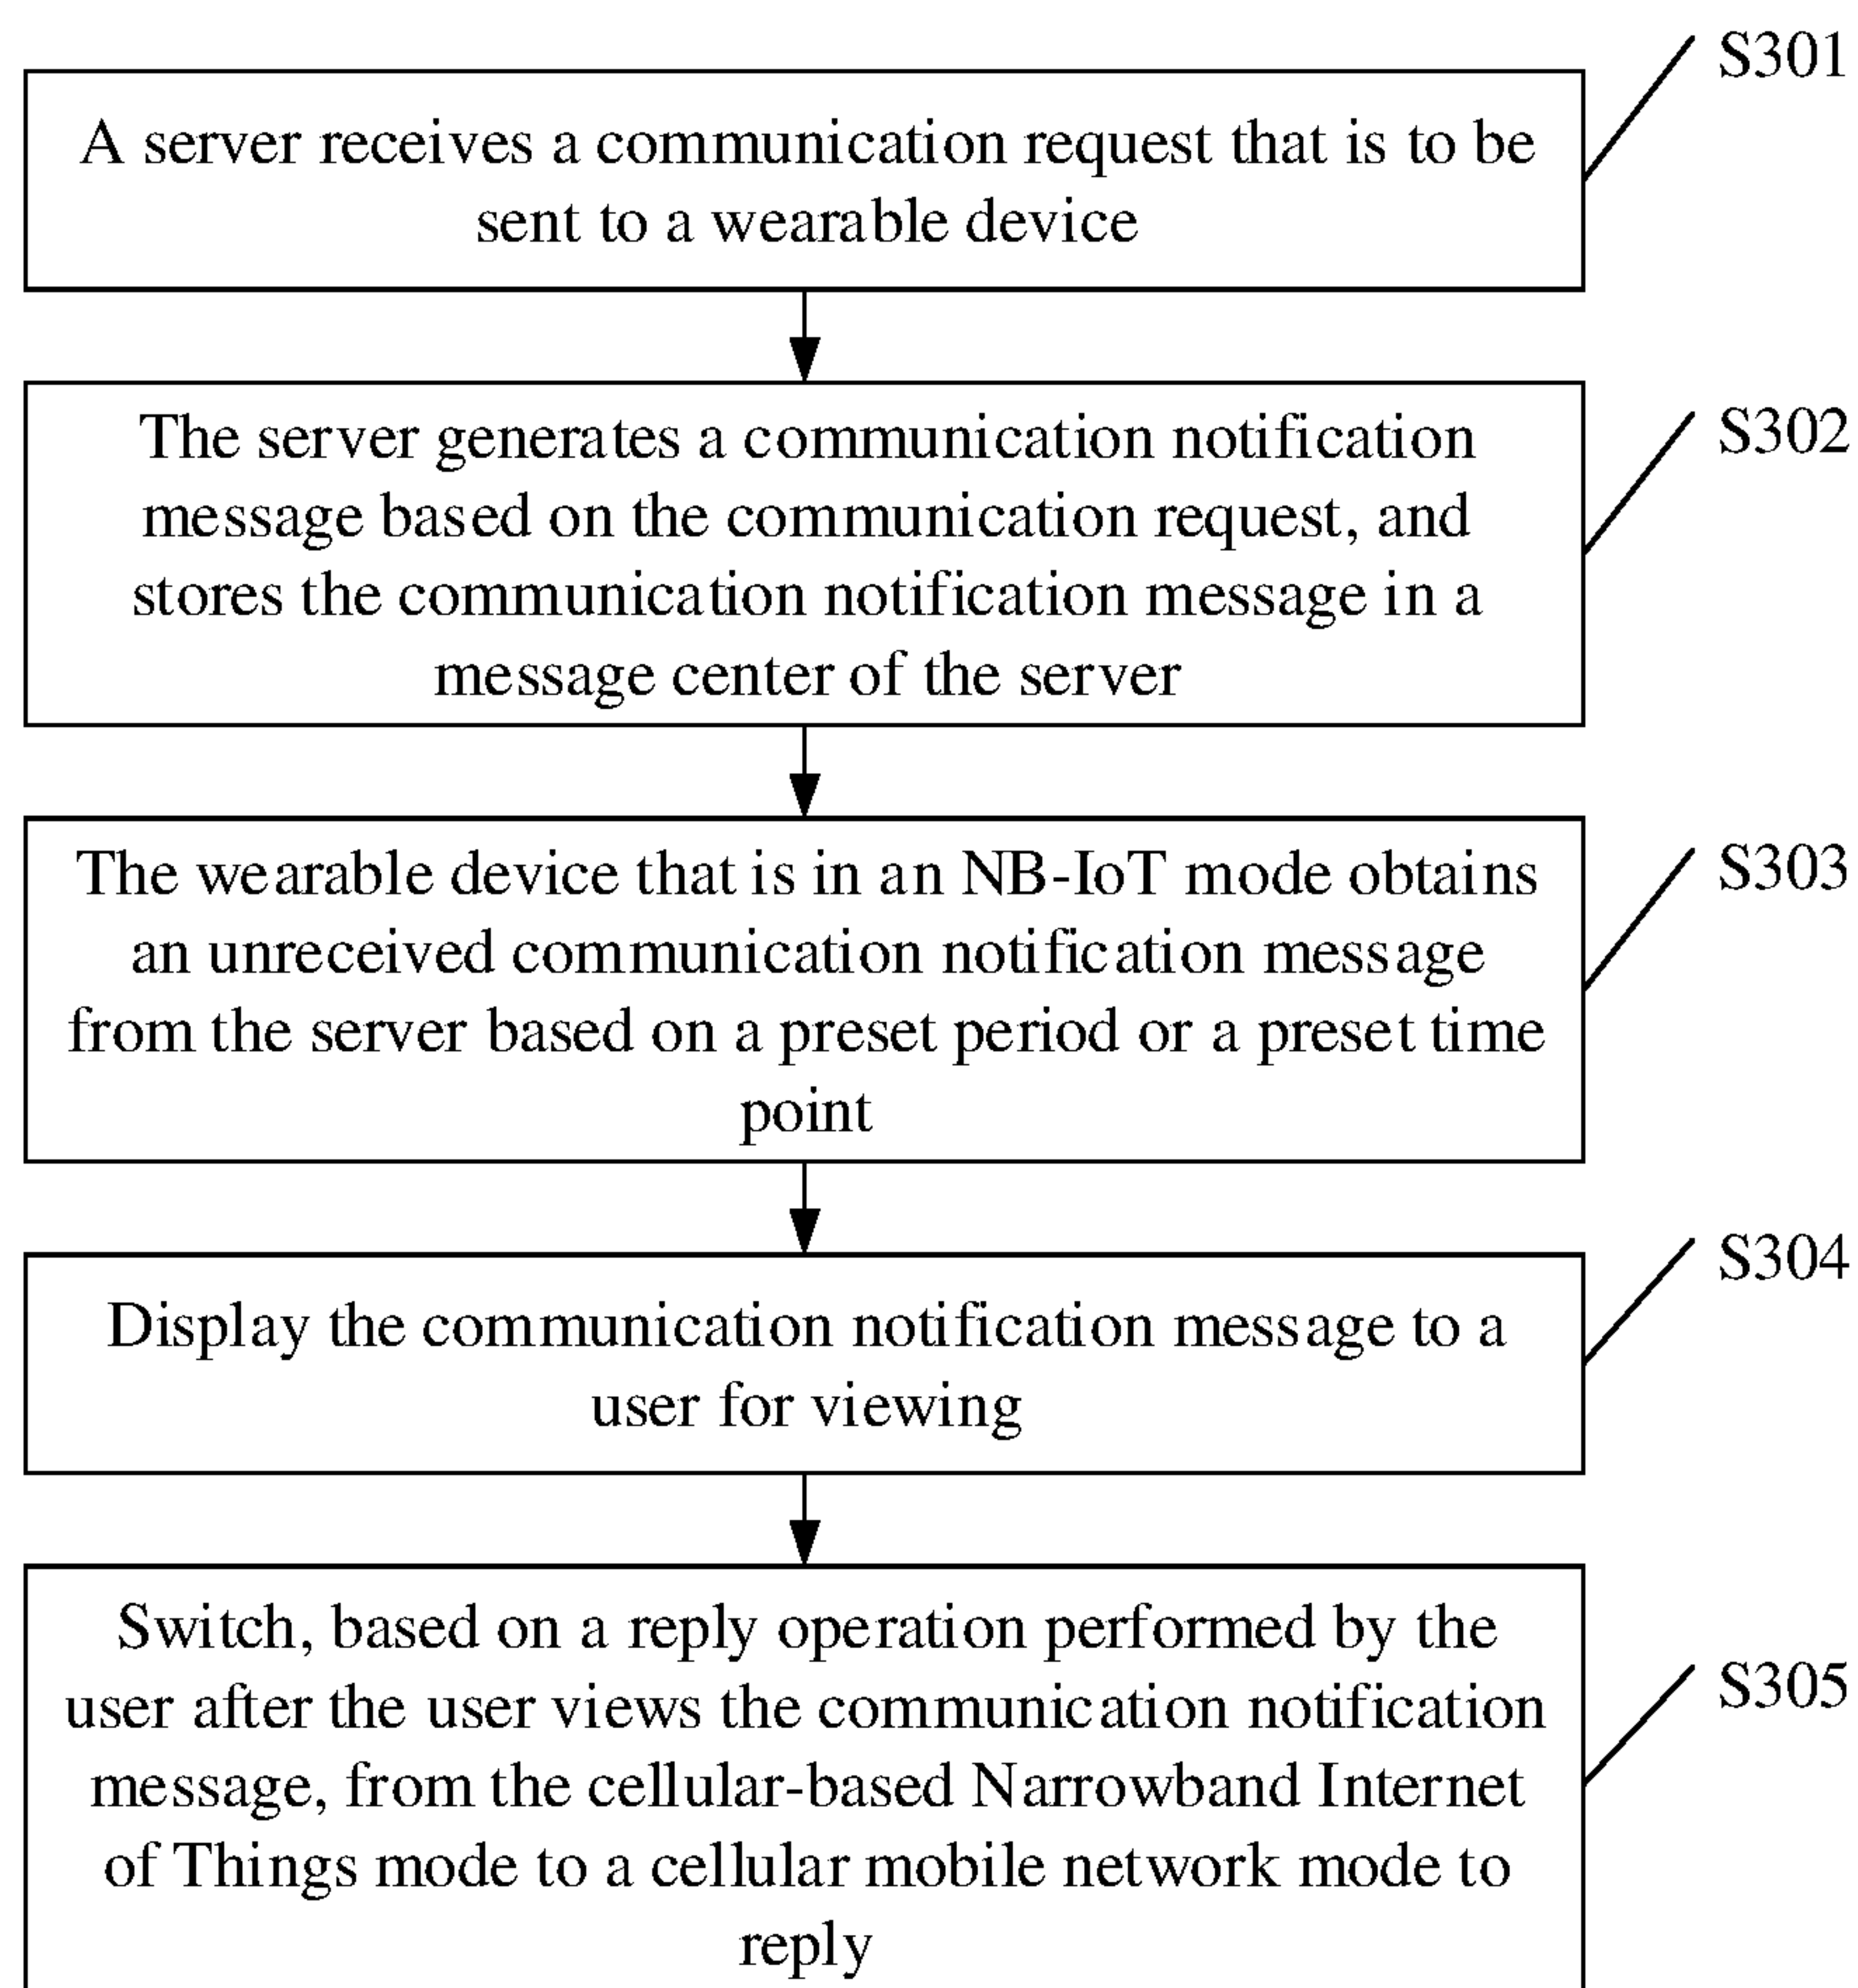 S301
A server receives a communication request that is to be
sent to a wearable device
S302
The server generates a communication notification
message based on the communication request, and
stores the communication notification message in a
message center of the server
S303
The wearable device that is in an NB-IoT mode obtains
an unreceived communication notification message
from the server based on a preset period or a preset time
point
S304
Display the communication notification message to a
user for viewing
S305
Switch, based on a reply operation performed by the
user after the user views the communication notification
message, from the cellular-based Narrowband Internet
of Things mode to a cellular mobile network mode to
reply